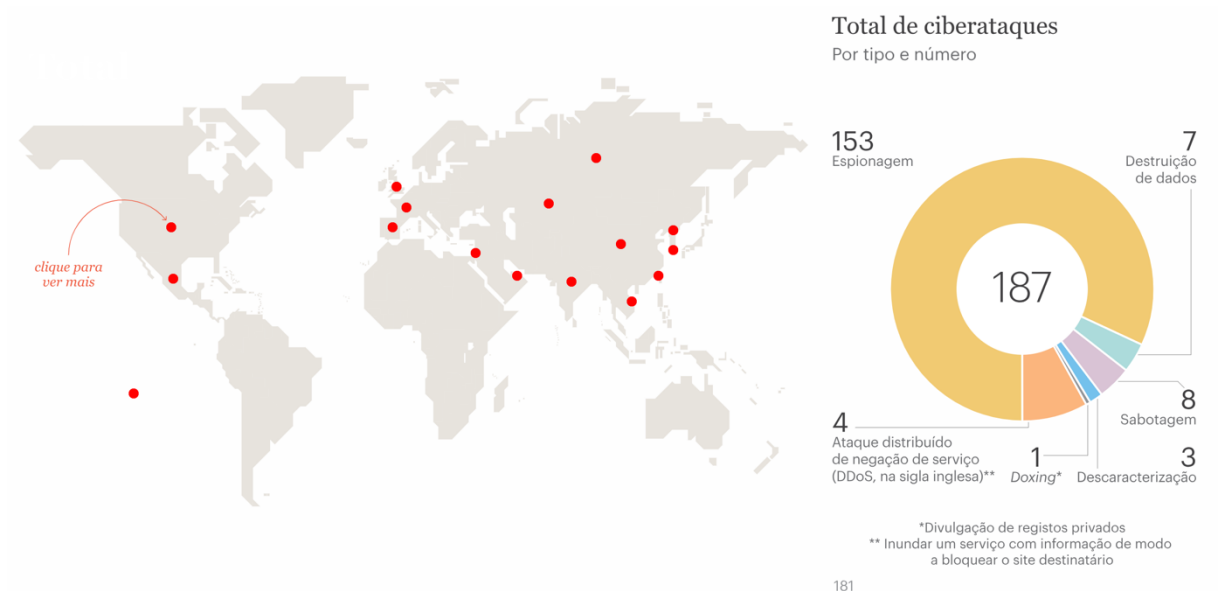 Total de ciberataques
Por tipo e número
153
Espionagem
7
Destruição
de dados
187
clique para
ver mais
8
Sabotagem
4
Ataque distribuído
de negação de serviço
(DDoS, na sigla inglesa)**
1
Doxing*
3
Descaracterização
*Divulgação de registos privados
** Inundar um serviço com informação de modo
a bloquear o site destinatário
181